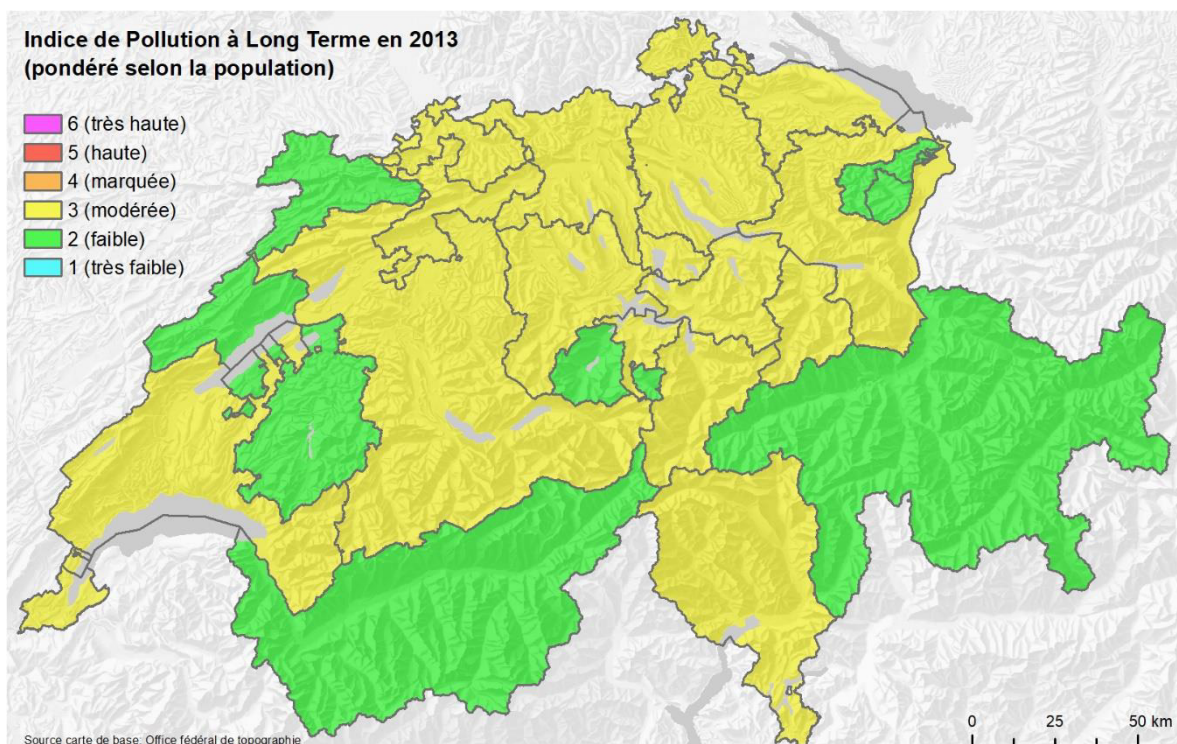 Indice de Pollution à Long Terme en 2013
(pondéré selon la population)
6 (très haute)
5 (haute)
4 (marquée)
3 (modérée)
2 (faible)
1 (très faible)
0 25 50 km
Source carte de base: Office fédéral de topographie